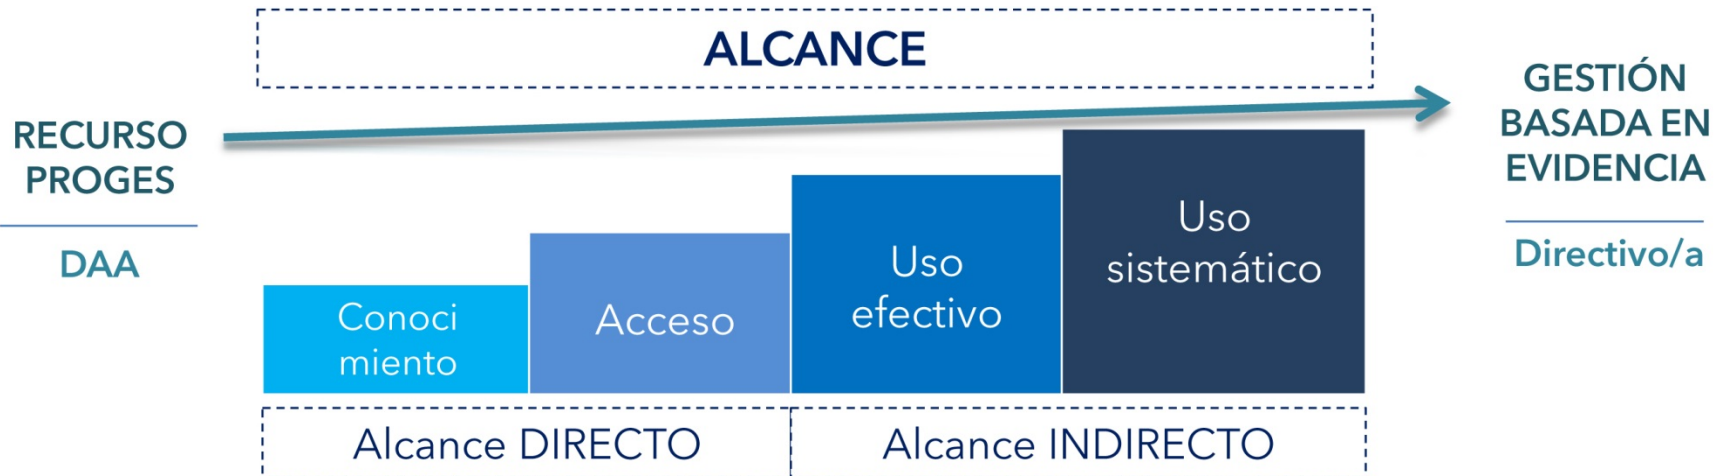 ALCANCE
RECURSO
PROGES
DAA
GESTIÓN
BASADA EN
EVIDENCIA
Directivo/a
Conoci
miento
Acceso
Uso
efectivo
Uso
sistemático
Alcance DIRECTO
Alcance INDIRECTO